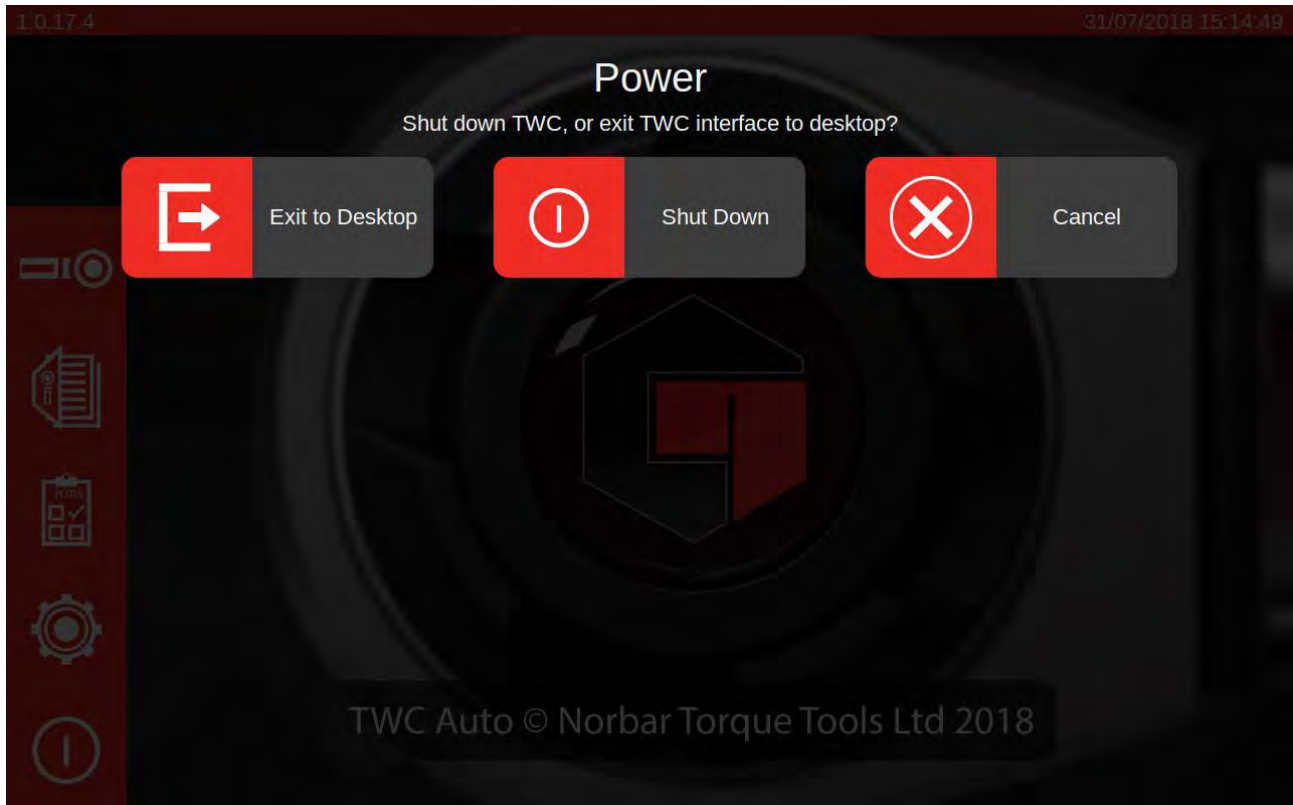 1.0.17.4
31/07/2018 15:14:49
Power
Shut down TWC, or exit TWC interface to desktop?
Exit to Desktop
Shut Down
Cancel
JOBS
TWC Auto © Norbar Torque Tools Ltd 2018